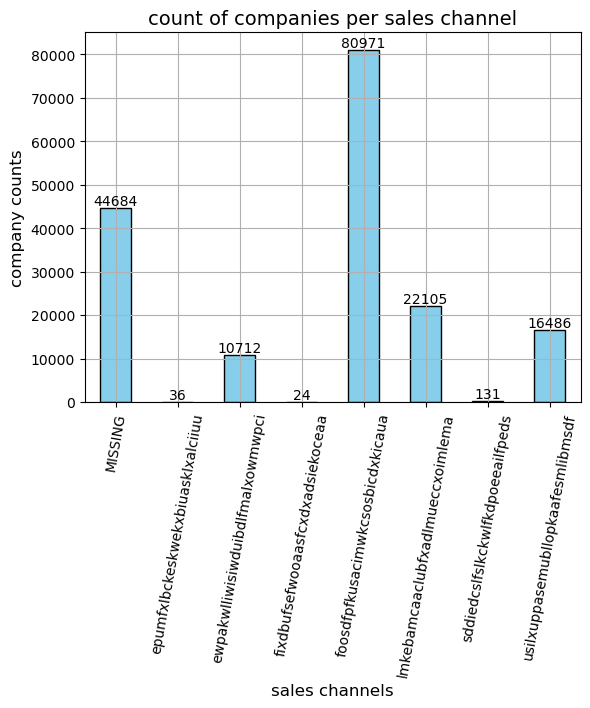 count of companies per sales channel
company counts
80000
70000
60000
50000
40000
30000
20000
10000
0
44684
36
10712
24
80971
22105
131
16486
MISSING
epumfxlbckeskwekxbiuasklxalciiuu
ewpakwlliwisiwduibdlfmalxowmwpci
fixdbufsefwooaasfcxdxadsiekoceaa
foosdfpfkusacimwkcsosbicdxkicaua
lmkebamcaaclubfxadlmueccxoimlema
sddiedcslfslkckwlfkdpoeeailfpeds
usilxuppasemubllopkaafesmlibmsdf
sales channels